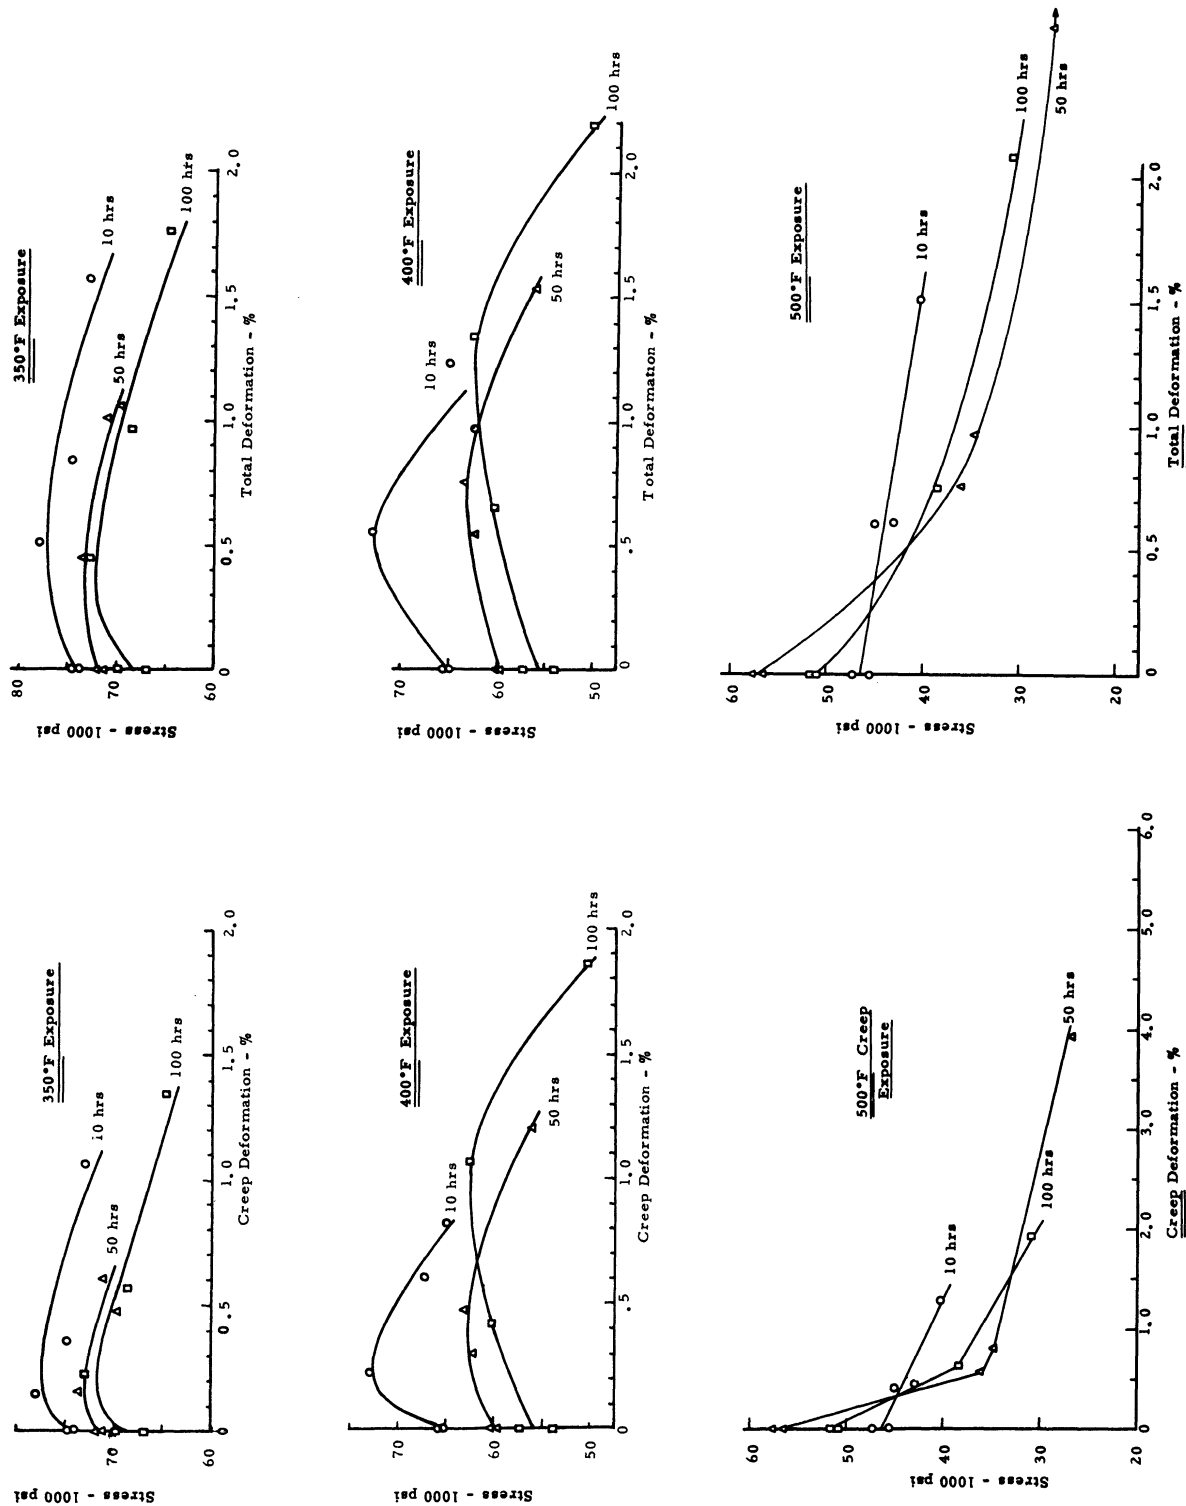 350°F Exposure
Stress - 1000 psi
70
60
10 hrs
50 hrs
100 hrs
0
0.5
1.0
1.5
2.0
Creep Deformation - %
350°F Exposure
Stress - 1000 psi
80
70
60
10 hrs
50 hrs
100 hrs
0
0.5
1.0
1.5
2.0
Total Deformation - %
400°F Exposure
Stress - 1000 psi
70
60
50
10 hrs
50 hrs
100 hrs
0
.5
1.0
1.5
2.0
Creep Deformation - %
400°F Exposure
Stress - 1000 psi
70
60
50
10 hrs
50 hrs
100 hrs
0
.5
1.0
1.5
2.0
Total Deformation - %
500°F Creep
Exposure
Stress - 1000 psi
60
50
40
30
20
10 hrs
100 hrs
50 hrs
0
1.0
2.0
3.0
4.0
5.0
6.0
Creep Deformation - %
500°F Exposure
Stress - 1000 psi
60
50
40
30
20
10 hrs
100 hrs
50 hrs
0
0.5
1.0
1.5
2.0
Total Deformation - %